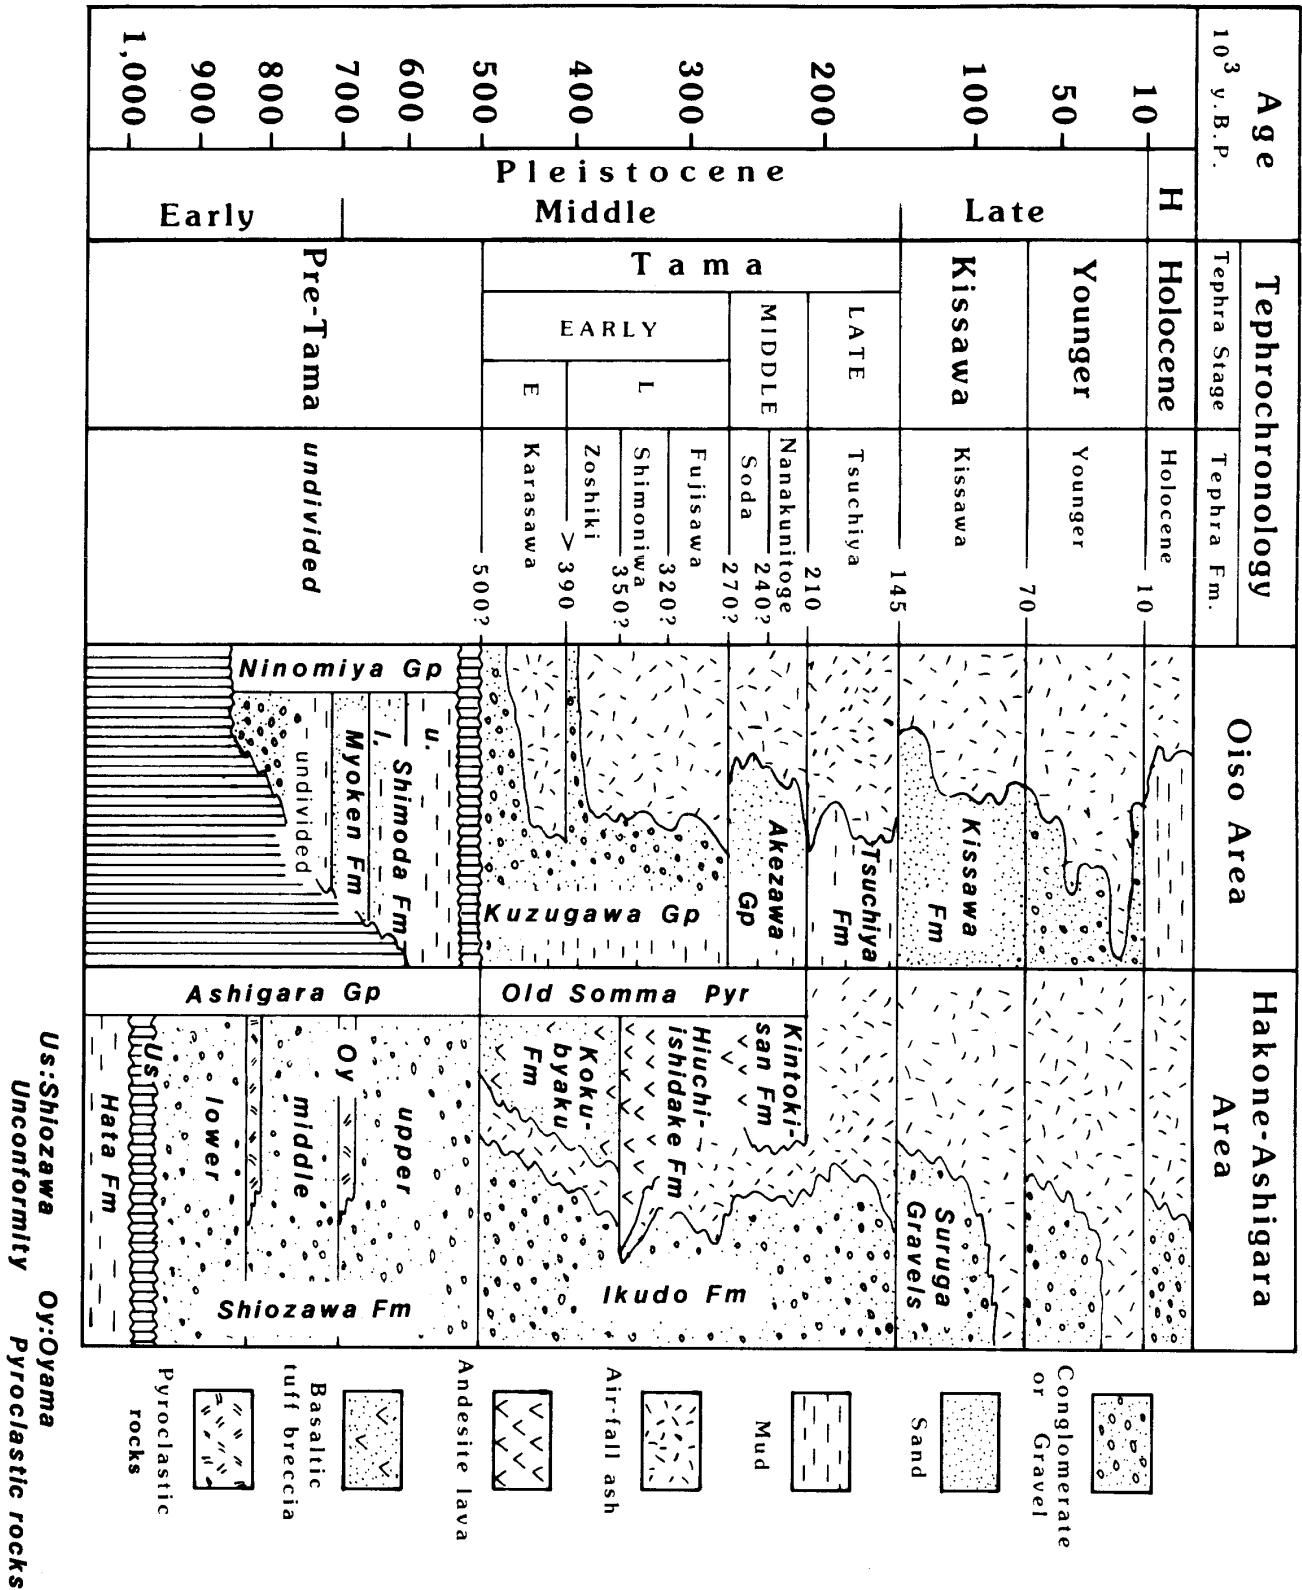 Age
10³ y.B.P.
Tephrochronology
Tephra Stage
Tephra Fm.
Oiso Area
Hakone-Ashigara
Area
10
50
100
200
300
400
500
600
700
800
900
1,000
H
Pleistocene
Late
Middle
Early
Holocene
Younger
Kissawa
Tama
LATE
MIDDLE
EARLY
L
E
Pre-Tama
Holocene
Younger
Kissawa
Tsuchiya
Nanakunitoge
Soda
Fujisawa
Shimoniwa
Zoshiki
Karasawa
undivided
10
70
145
210
240?
270?
320?
350?
> 390
500?
Kissawa
Fm
Tsuchiya
Fm
Akezawa
Gp
Kuzugawa Gp
Ninomiya Gp
u.
Shimoda Fm
l.
Myoken Fm
undivided
Suruga
Gravels
Old Somma Pyr
Kintoki-
san Fm
Hiuchi-
ishidake Fm
Koku-
byaku
Fm
Ikudo Fm
Ashigara Gp
upper
Oy
middle
lower
Us
Shiozawa Fm
Hata Fm
Conglomerate
or Gravel
Sand
Mud
Air-fall ash
Andesite lava
Basaltic
tuff breccia
Pyroclastic
rocks
Us:Shiozawa Oy:Oyama
Unconformity Pyroclastic rocks